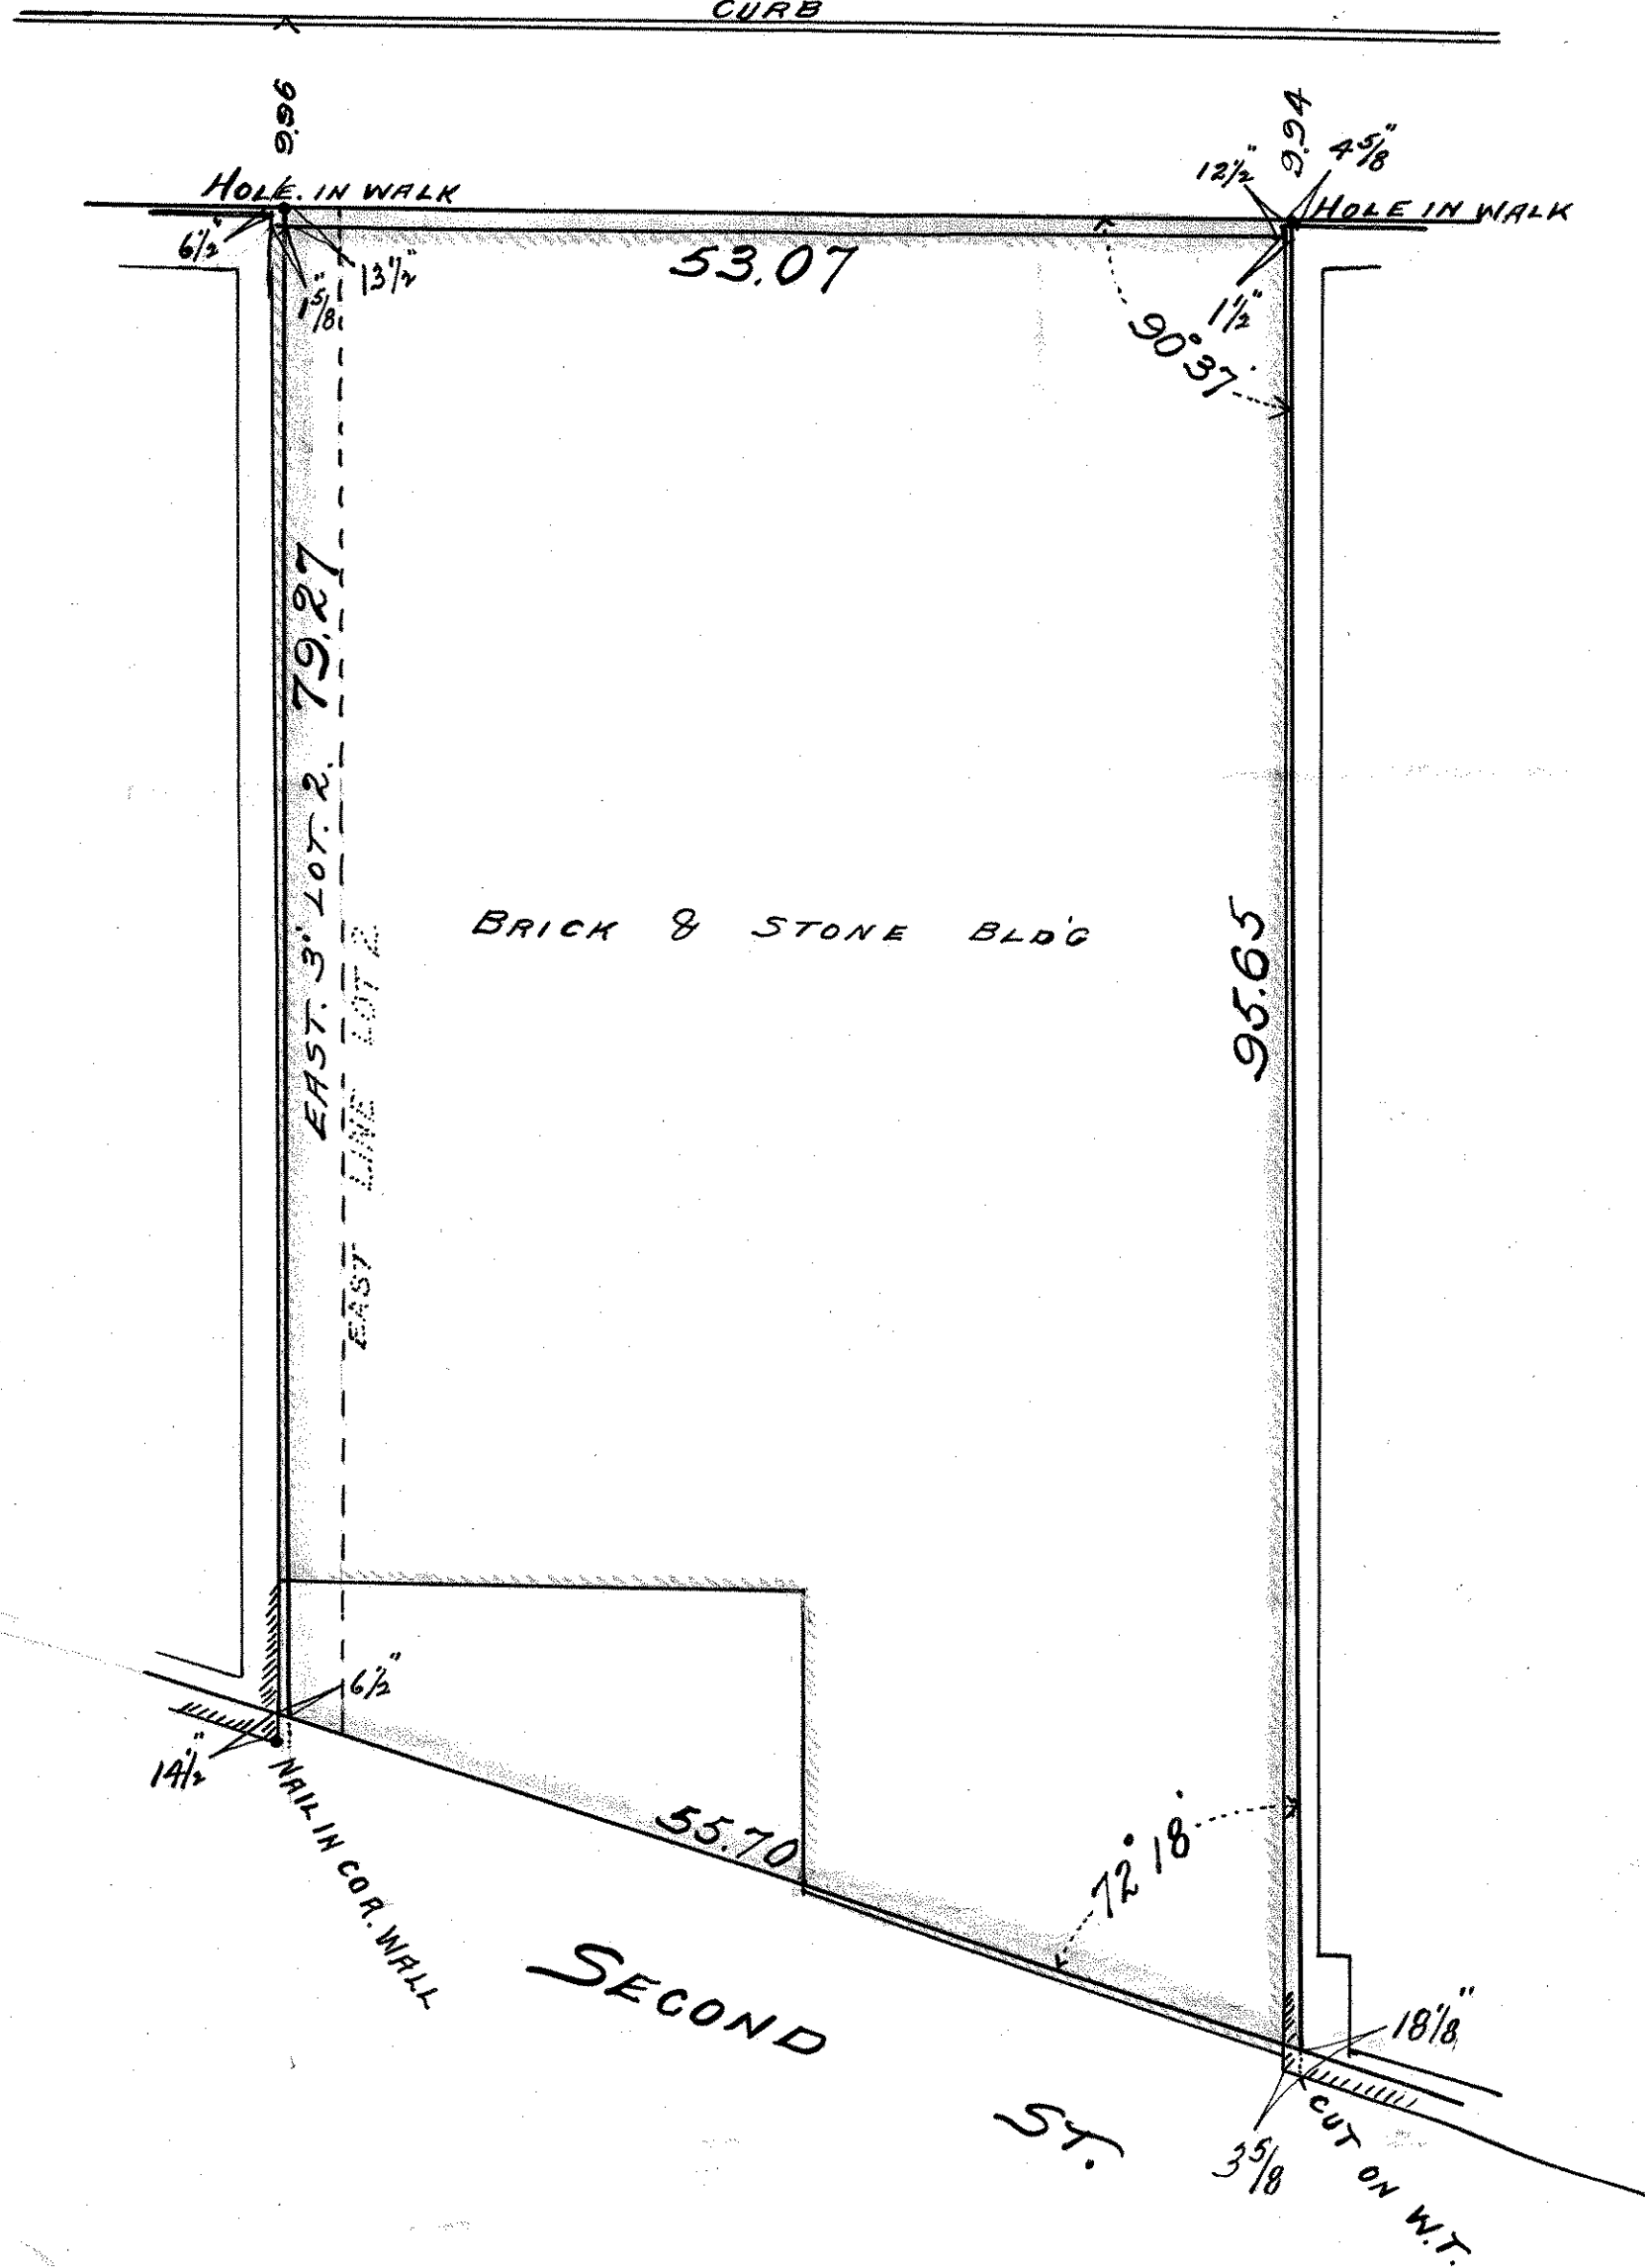 CURB
9.96
9.94
HOLE. IN WALK
12½"
4⅝"
HOLE IN WALK
6½"
1⅝"
13½"
53.07
1½"
90° 37'
79.27
EAST. 3' LOT. 2.
EAST LINE LOT 2
BRICK & STONE BLD'G
95.65
6½"
14½"
NAIL IN COR. WALL
55.70
72° 18'
SECOND ST.
18⅛"
3⅝
CUT ON W.T.